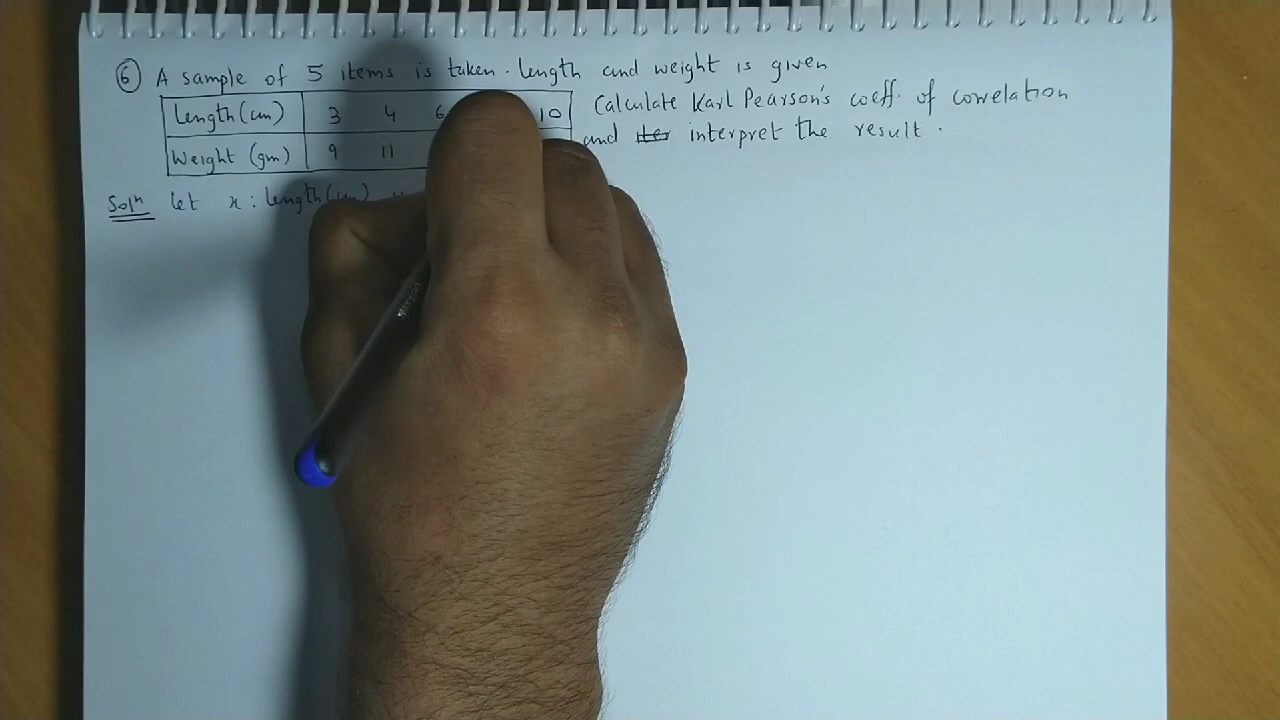 6 A sample of 5 items is taken. length and weight is given
Length (cm) 3 4 6 10 Calculate Karl Pearson's coeff. of correlation
and interpret the result.
Weight (gm) 9 11
Soln let x: length (cm)